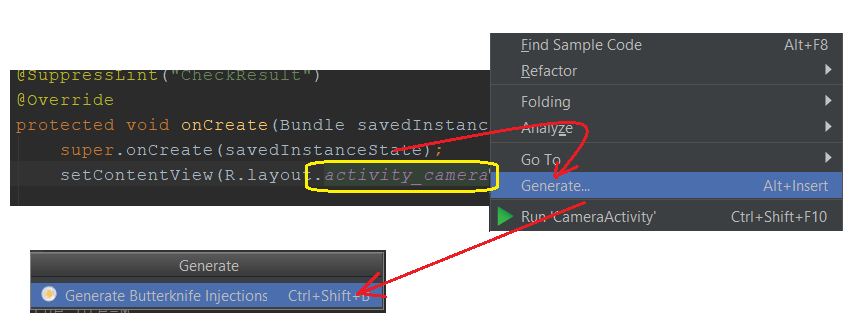 @SuppressLint("CheckResult")
@Override
protected void onCreate(Bundle savedInstanc
super.onCreate(savedInstanceState);
setContentView(R.layout.activity_camera
Find Sample Code Alt+F8
Refactor
Folding
Analyze
Go To
Generate... Alt+Insert
Run 'CameraActivity' Ctrl+Shift+F10
Generate
Generate Butterknife Injections Ctrl+Shift+B